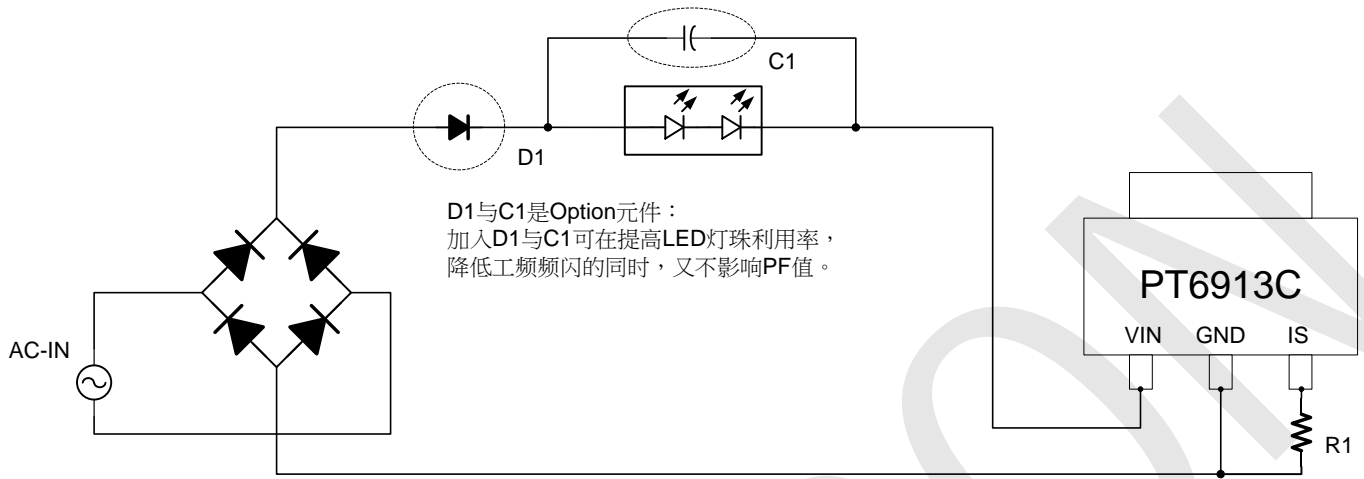 C1
D1
D1与C1是Option元件：
加入D1与C1可在提高LED灯珠利用率，
降低工频频闪的同时，又不影响PF值。
PT6913C
VIN GND IS
AC-IN
R1